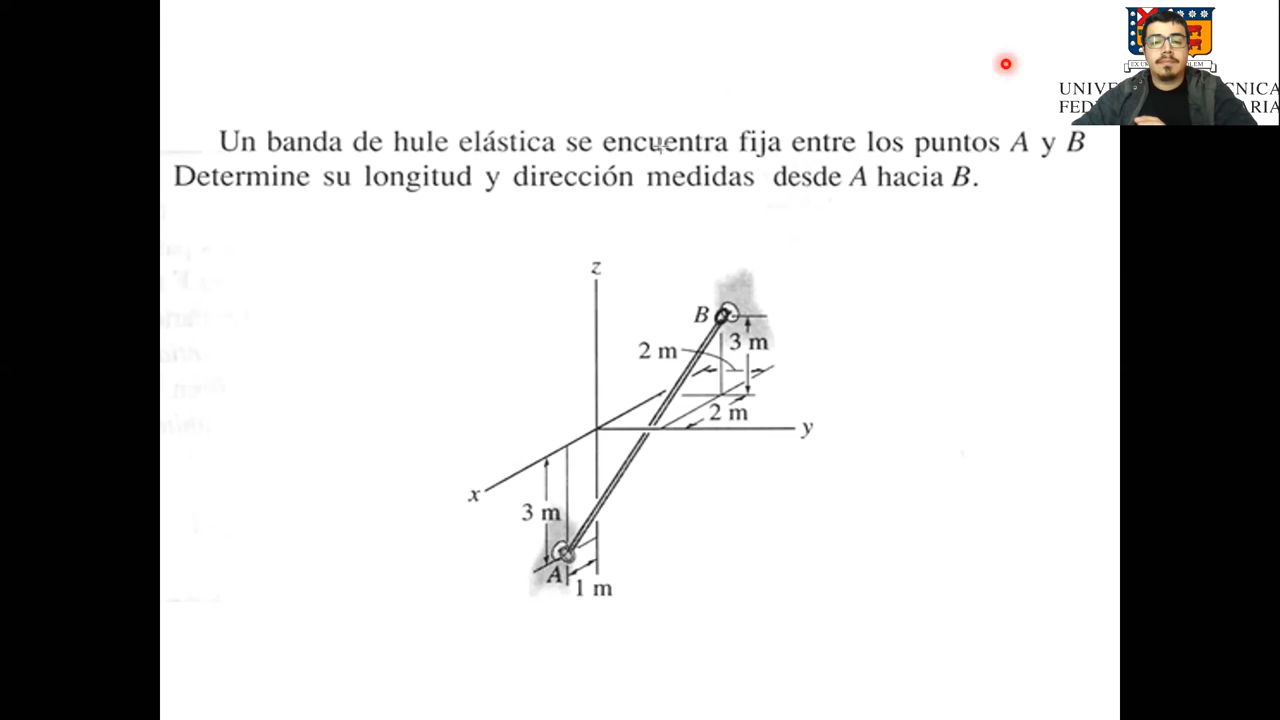 Un banda de hule elástica se encuentra fija entre los puntos A y B
Determine su longitud y dirección medidas desde A hacia B.
z
B
3 m
2 m
2 m
y
x
3 m
A
1 m